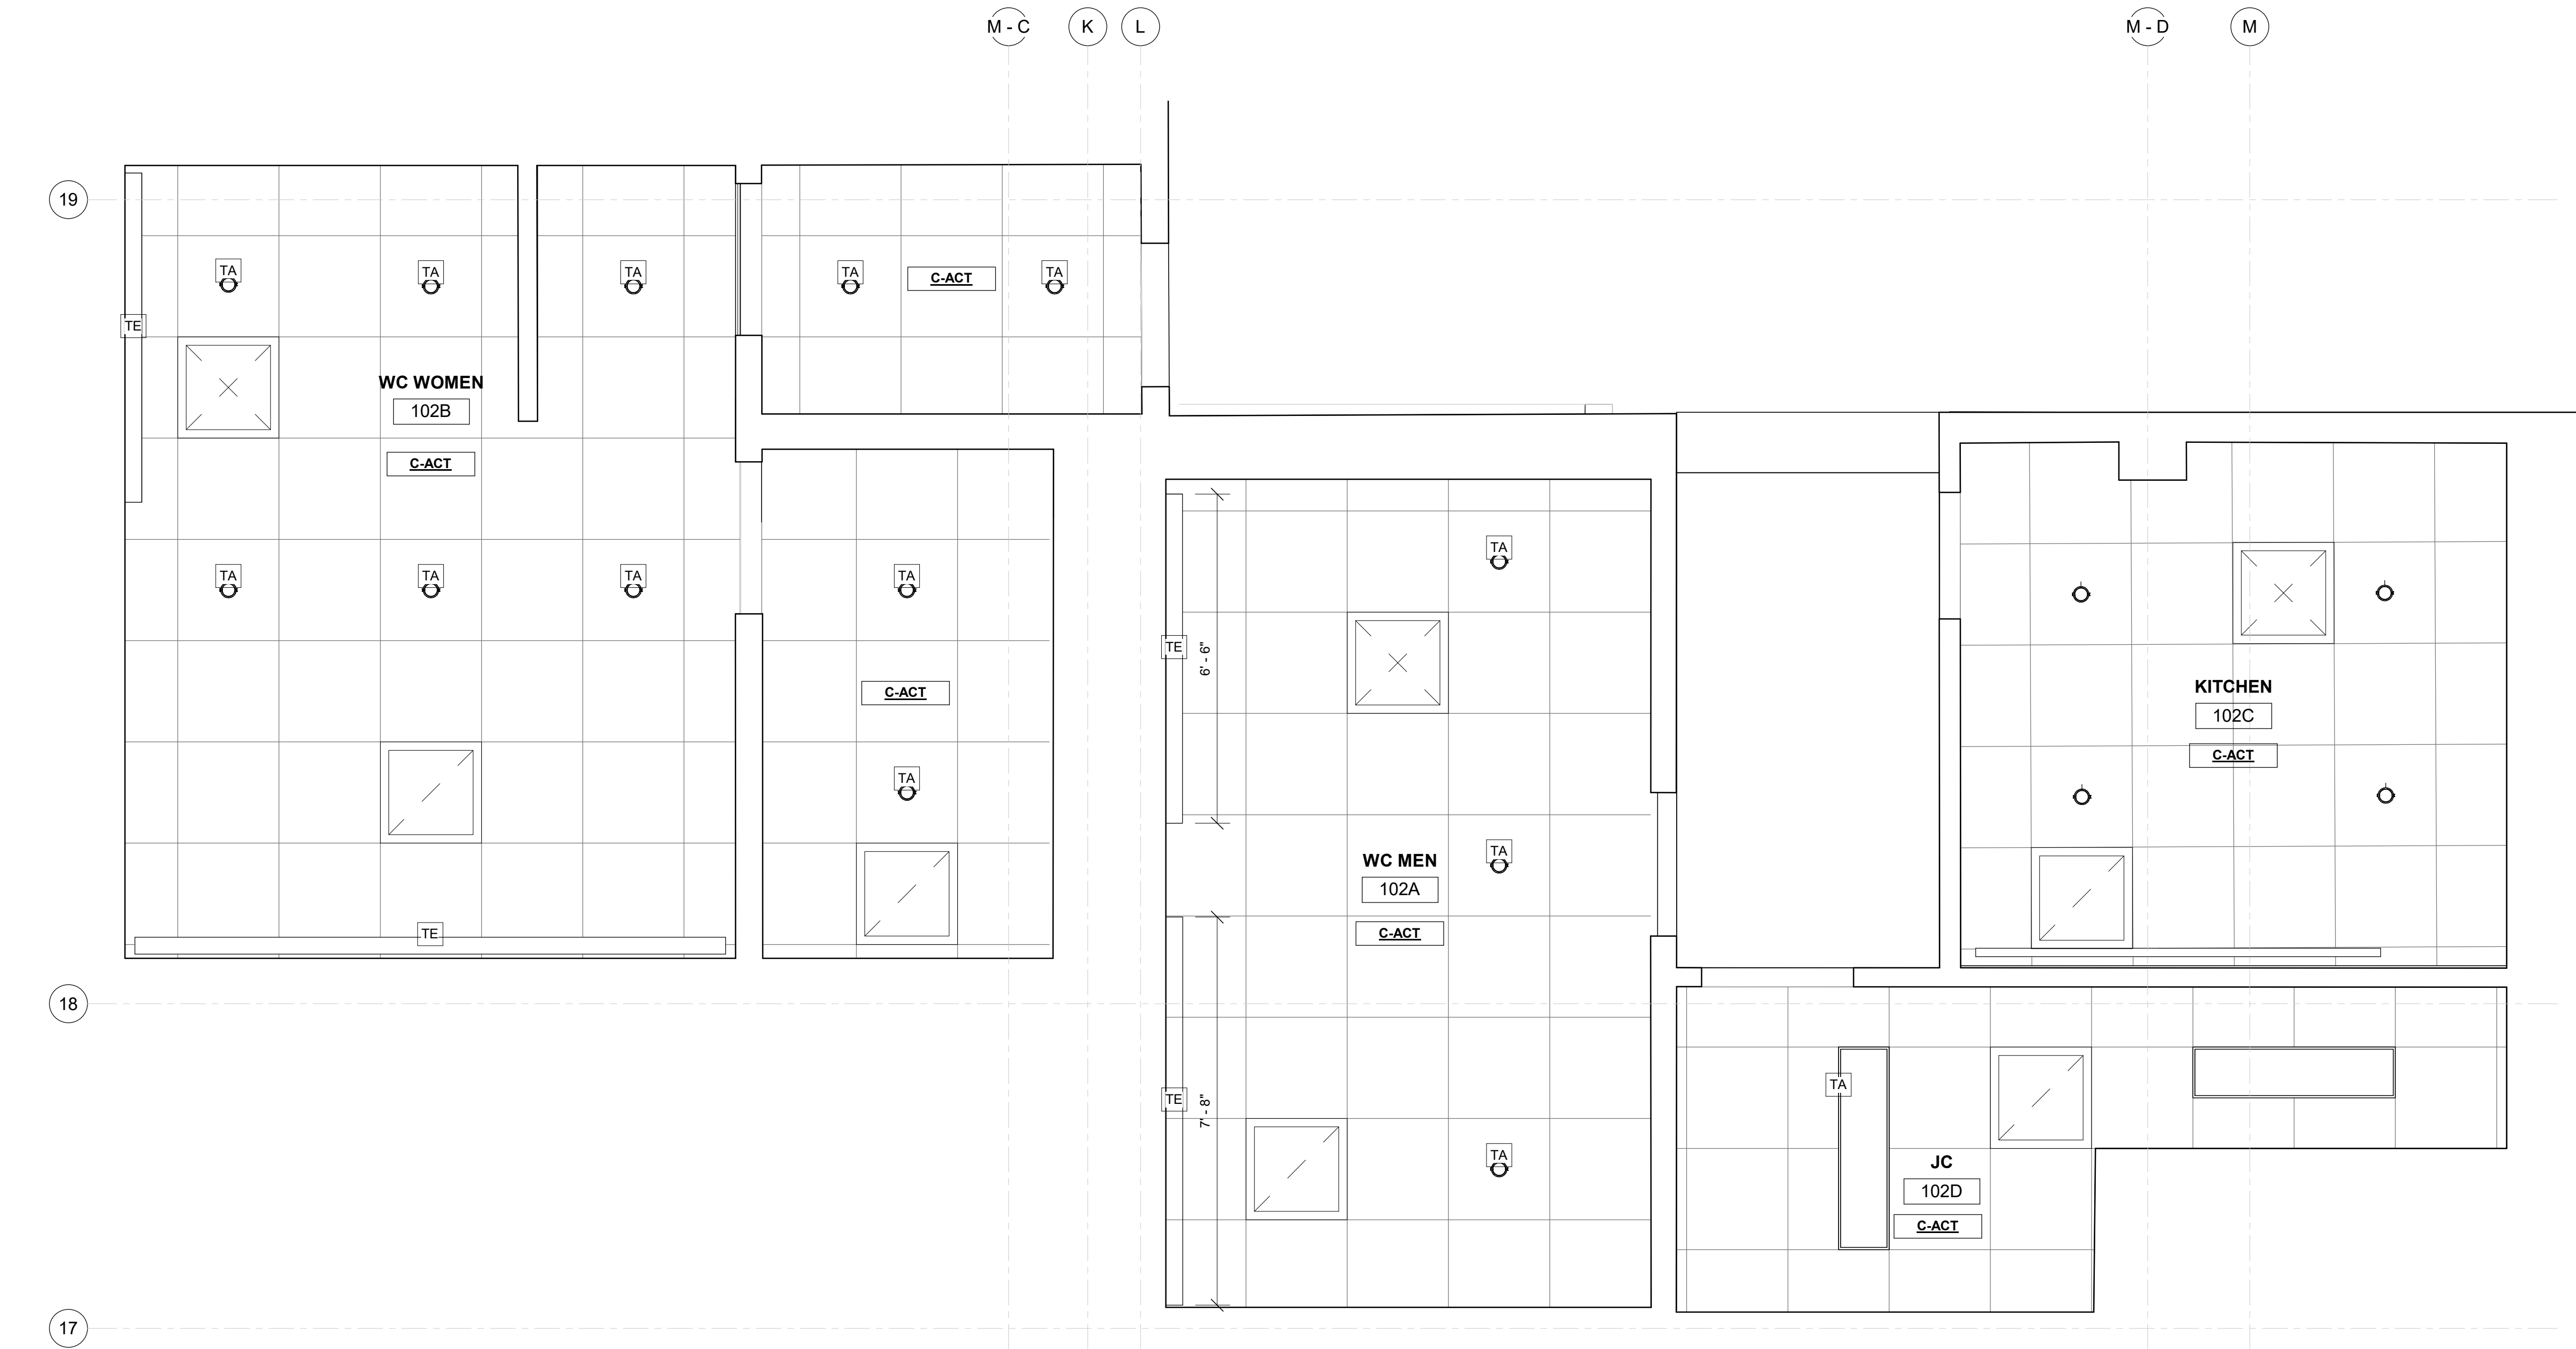 M - C
K
L
M - D
M
19
TA
TA
TA
TA
C-ACT
TA
TE
WC WOMEN
102B
C-ACT
TA
TA
TA
TA
TA
TE
6' - 6"
C-ACT
KITCHEN
102C
C-ACT
TA
TA
WC MEN
102A
C-ACT
TE
18
TA
TE
7' - 8"
TA
JC
102D
C-ACT
17